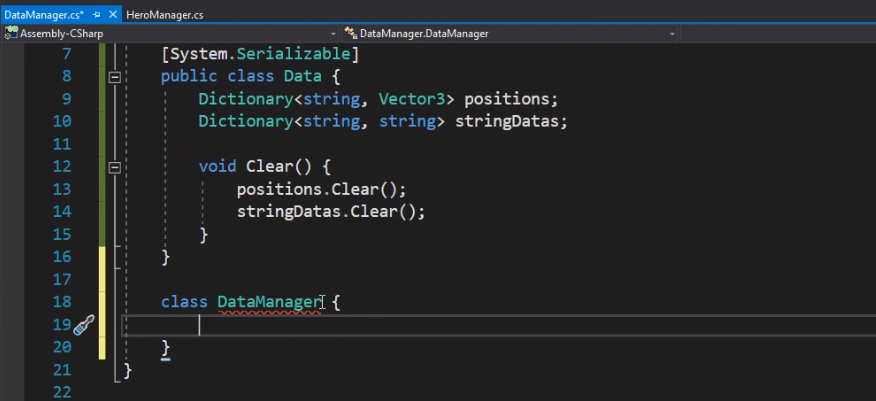 DataManager.cs* HeroManager.cs
Assembly-CSharp DataManager.DataManager
7 [System.Serializable]
8 public class Data {
9 Dictionary<string, Vector3> positions;
10 Dictionary<string, string> stringDatas;
11
12 void Clear() {
13 positions.Clear();
14 stringDatas.Clear();
15 }
16 }
17
18 class DataManager {
19
20 }
21 }
22